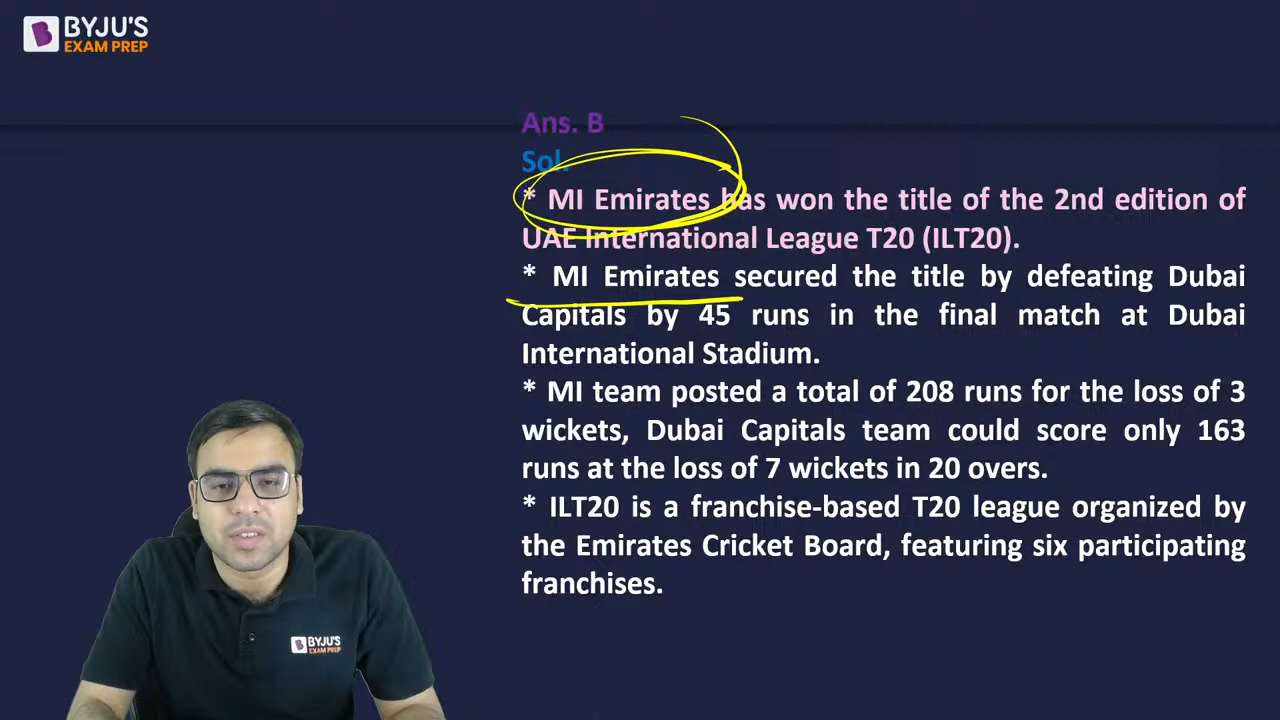 BYJU'S
EXAM PREP
Ans. B
Sol.
* MI Emirates has won the title of the 2nd edition of
UAE International League T20 (ILT20).
* MI Emirates secured the title by defeating Dubai
Capitals by 45 runs in the final match at Dubai
International Stadium.
* MI team posted a total of 208 runs for the loss of 3
wickets, Dubai Capitals team could score only 163
runs at the loss of 7 wickets in 20 overs.
* ILT20 is a franchise-based T20 league organized by
the Emirates Cricket Board, featuring six participating
franchises.
BYJU'S
EXAM PREP